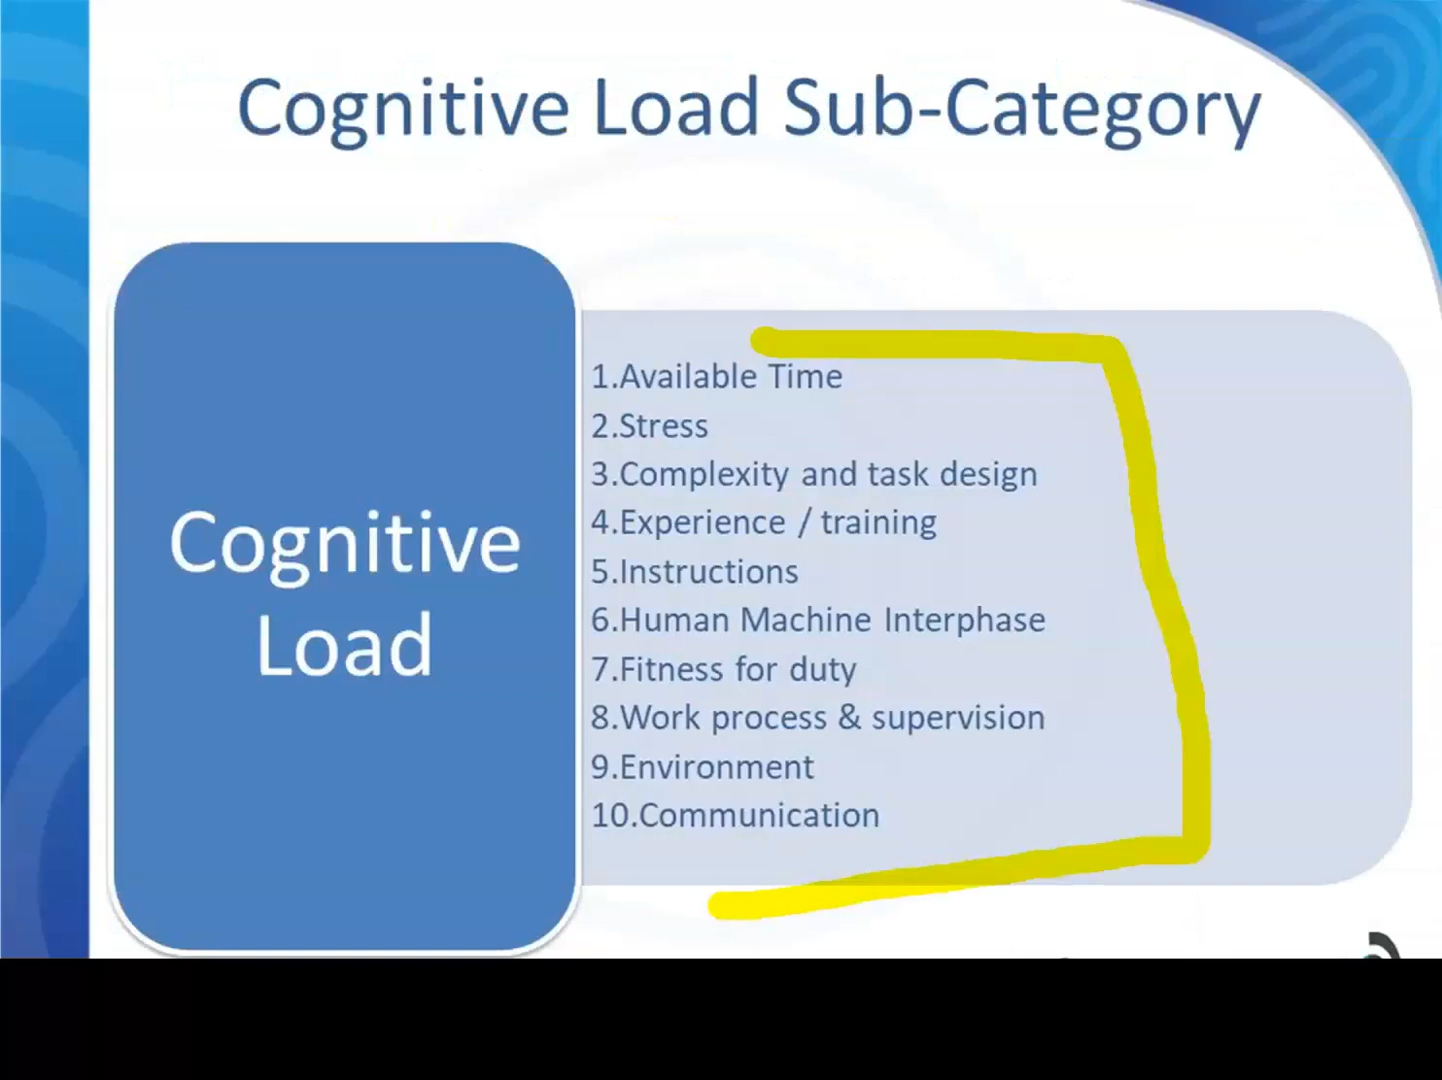 Cognitive Load Sub-Category
Cognitive
Load
1.Available Time
2.Stress
3.Complexity and task design
4.Experience / training
5.Instructions
6.Human Machine Interphase
7.Fitness for duty
8.Work process & supervision
9.Environment
10.Communication